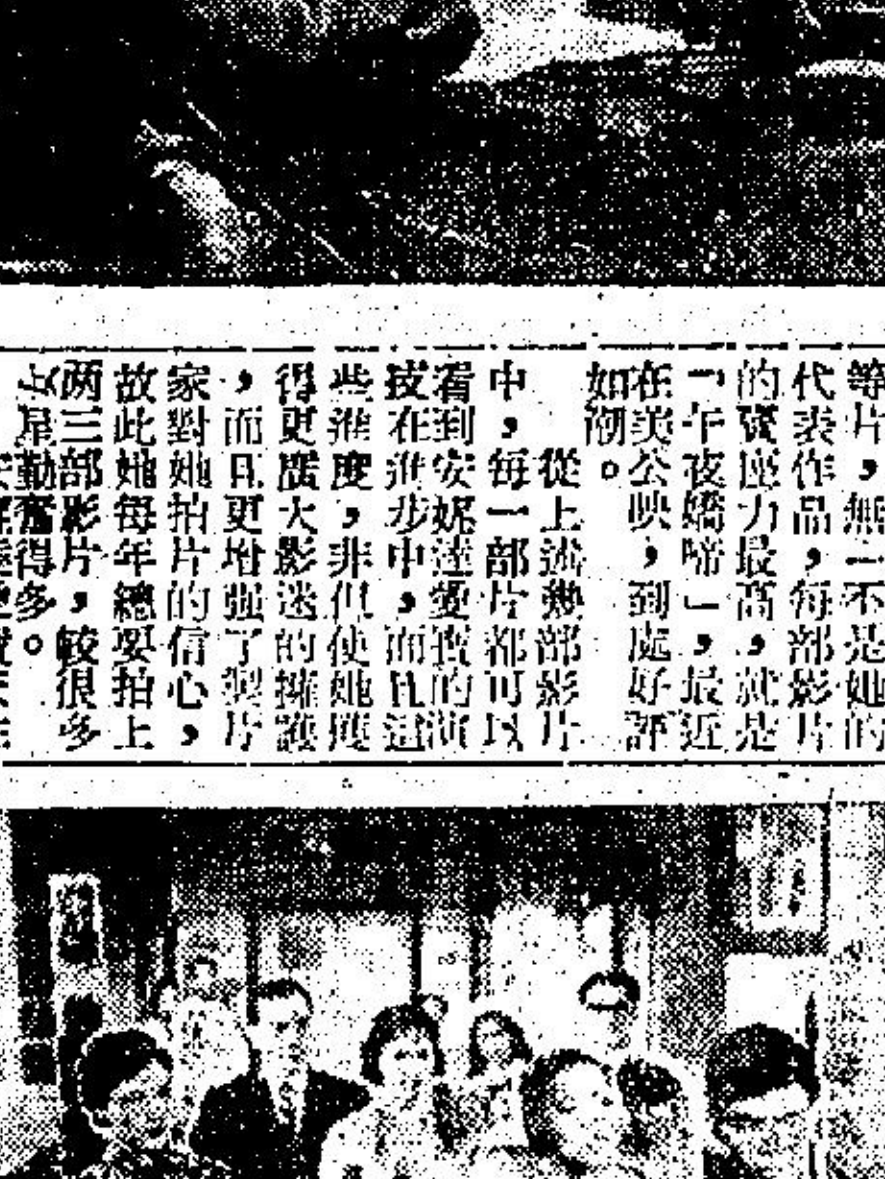 等片，無一不是她的
代表作品，每部影片
的賣座力最高，就是
「午夜嬌啼」，最近
在美公映，到處好評
如潮。
從上述幾部影片
中，每一部片都可以
看到安妮達愛寶的演
技在進步中，而且這
些進度，非但使她獲
得更廣大影迷的擁護
，而且更增强了製片
家對她拍片的信心，
故此她每年總要拍上
两三部影片，較很多
星勤奮得多。